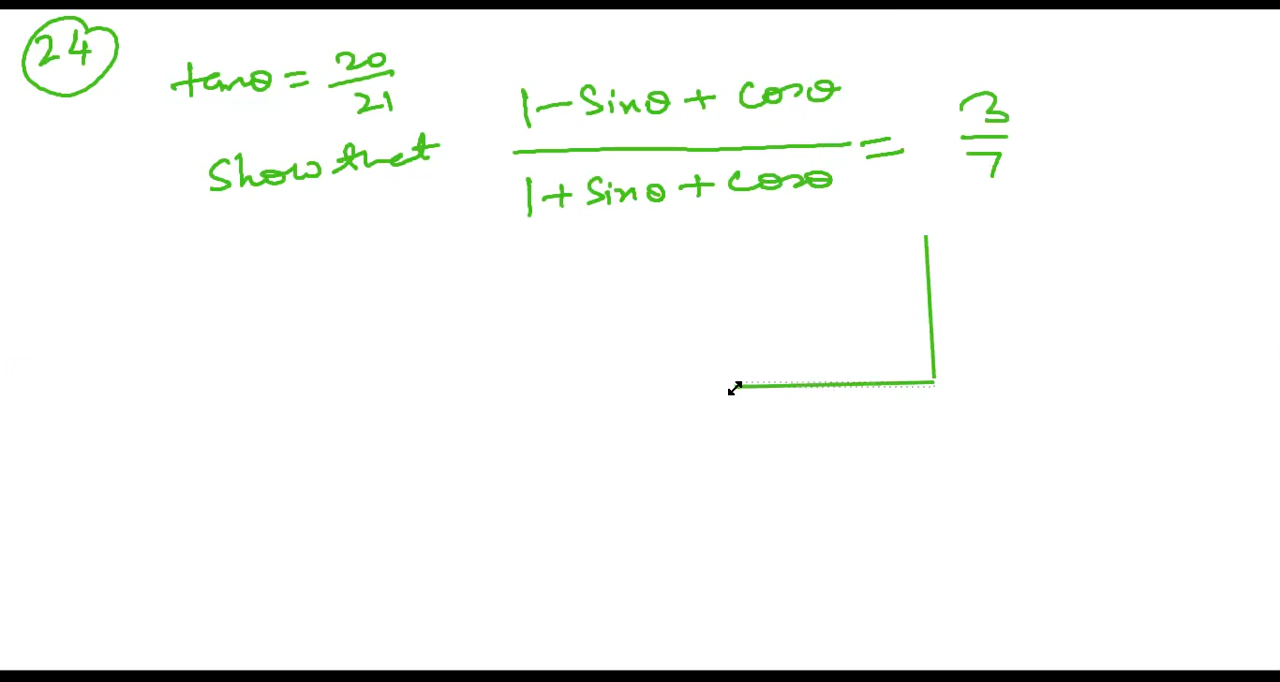 24
tanθ = 20/21
Show that (1 - Sinθ + cosθ)/(1 + Sinθ + cosθ) = 3/7